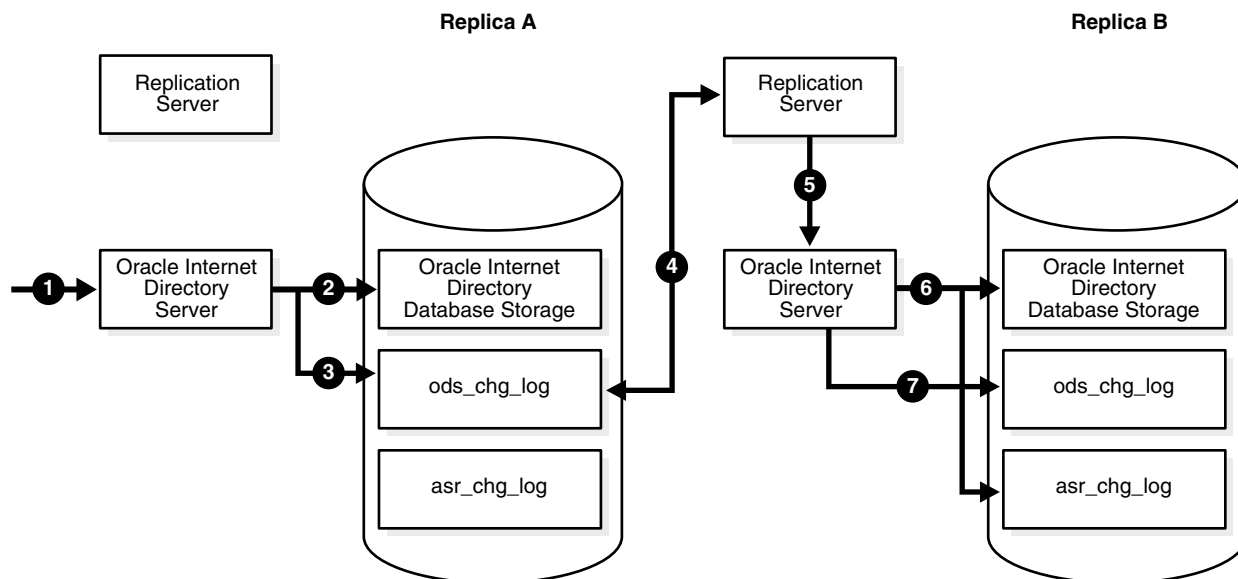 Replica A
Replica B
Replication
Server
Replication
Server
5
4
1
Oracle Internet
Directory
Server
2
Oracle Internet
Directory
Database Storage
Oracle Internet
Directory
Server
6
Oracle Internet
Directory
Database Storage
3
ods_chg_log
7
ods_chg_log
asr_chg_log
asr_chg_log